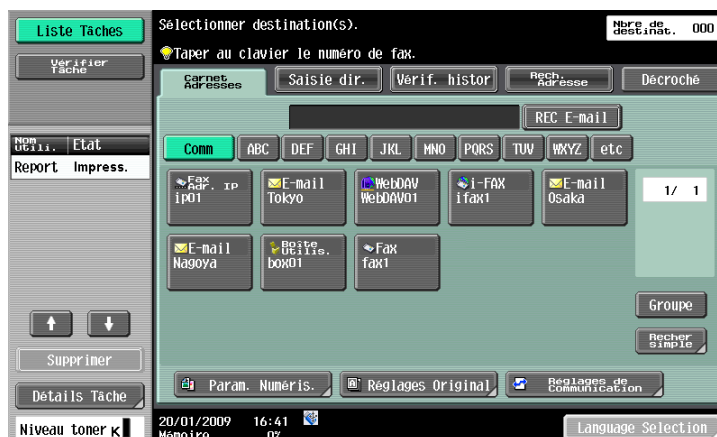 Liste Tâches
Vérifier
Tâche
Nom
utili.
Etat
Report
Impress.
Supprimer
Détails Tâche
Niveau toner K
Sélectionner destination(s).
Nbre de
destinat.
000
Taper au clavier le numéro de fax.
Carnet
Adresses
Saisie dir.
Vérif. histor
Rech.
Adresse
Décroché
REC E-mail
Comm
ABC
DEF
GHI
JKL
MNO
PQRS
TUV
WXYZ
etc
Fax
Adr. IP
ip01
E-mail
Tokyo
WebDAV
WebDAV01
i-FAX
ifax1
E-mail
Osaka
1/ 1
E-mail
Nagoya
Boîte
Utilis.
box01
Fax
fax1
Groupe
Recher
simple
Param. Numéris.
Réglages Original
Réglages de
Communication
20/01/2009 16:41
Mémoire 0%
Language Selection